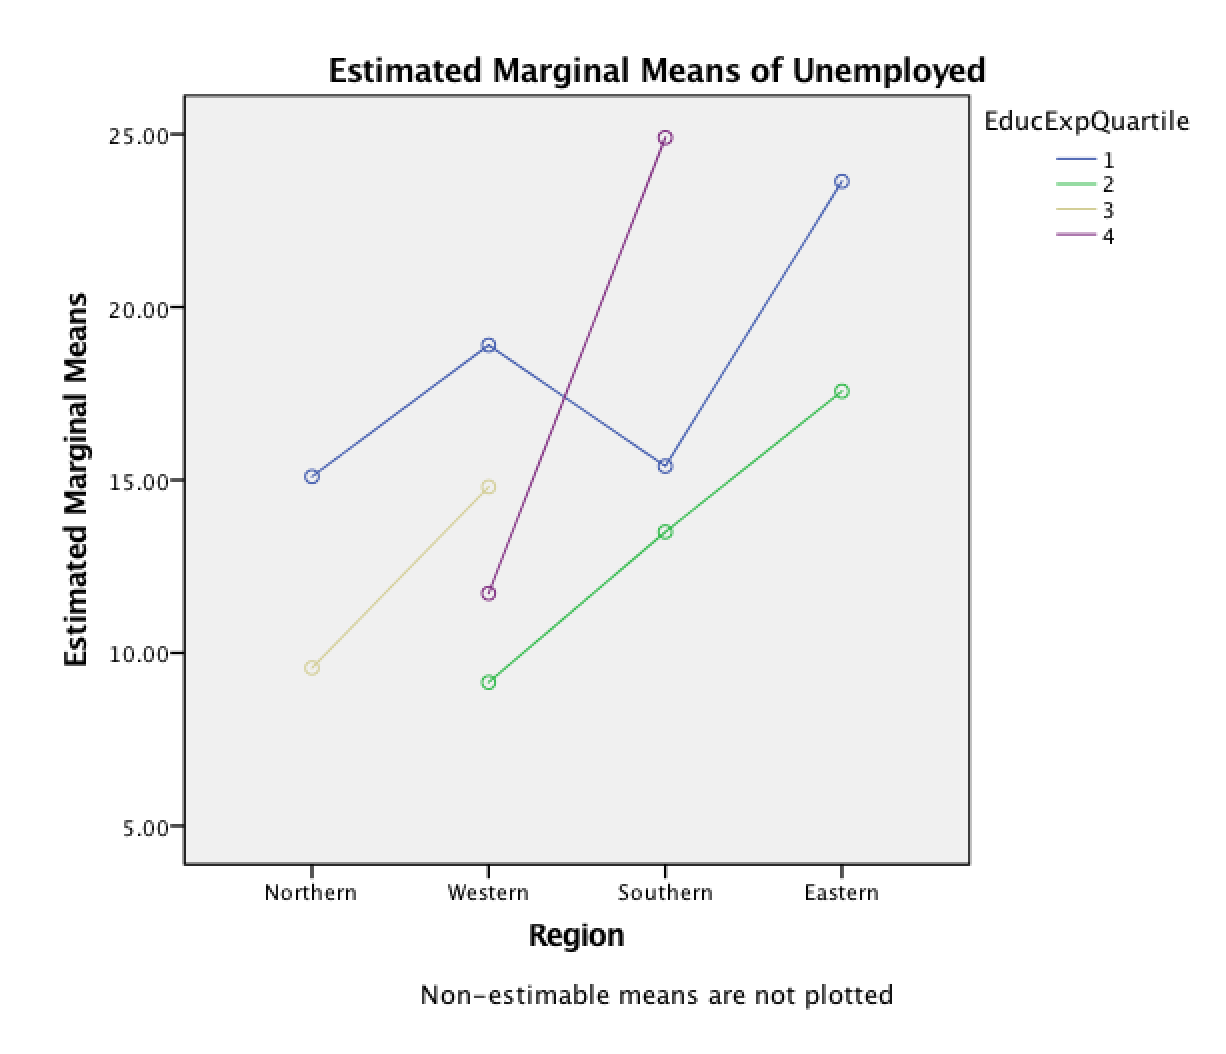 Estimated Marginal Means of Unemployed
EducExpQuartile
1
2
3
4
Estimated Marginal Means
25.00
20.00
15.00
10.00
5.00
Northern
Western
Southern
Eastern
Region
Non-estimable means are not plotted